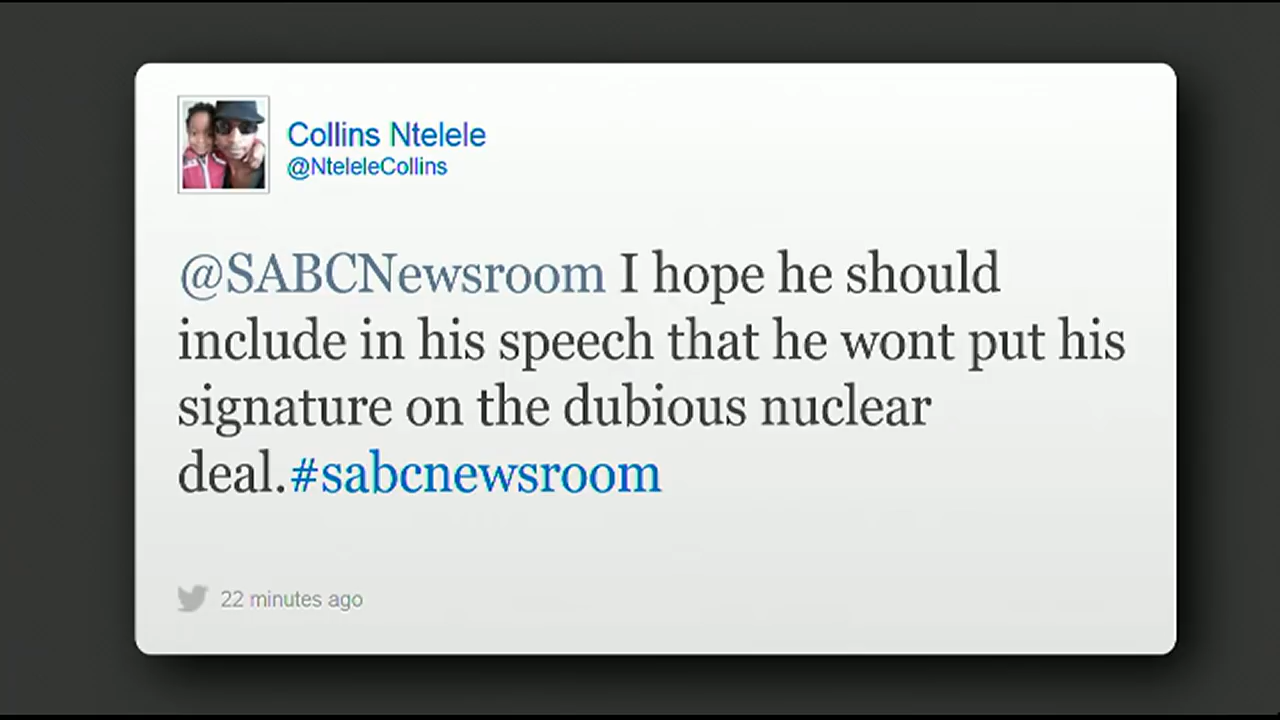 Collins Ntelele
@NteleleCollins
@SABCNewsroom I hope he should
include in his speech that he wont put his
signature on the dubious nuclear
deal.#sabcnewsroom
22 minutes ago